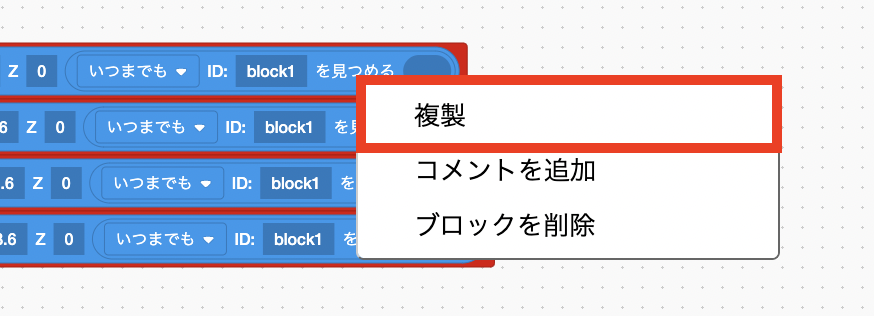 Z 0 いつまでも ID: block1 を見つめる
6 Z 0 いつまでも ID: block1 を見
.6 Z 0 いつまでも ID: block1 を
3.6 Z 0 いつまでも ID: block1 を
複製
コメントを追加
ブロックを削除